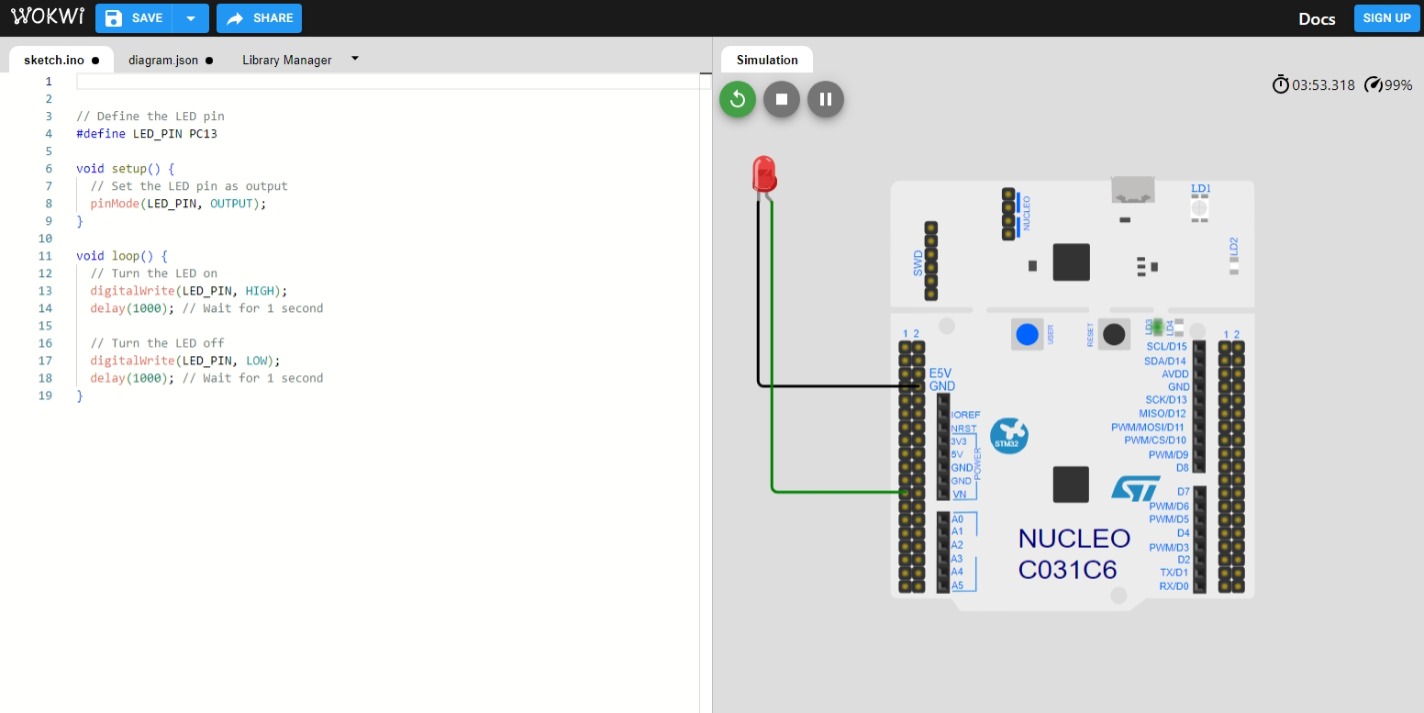 WOKWi SAVE SHARE Docs SIGN UP
sketch.ino ● diagram.json ● Library Manager
Simulation
03:53.318 99%
1
2
3 // Define the LED pin
4 #define LED_PIN PC13
5
6 void setup() {
7 // Set the LED pin as output
8 pinMode(LED_PIN, OUTPUT);
9 }
10
11 void loop() {
12 // Turn the LED on
13 digitalWrite(LED_PIN, HIGH);
14 delay(1000); // Wait for 1 second
15
16 // Turn the LED off
17 digitalWrite(LED_PIN, LOW);
18 delay(1000); // Wait for 1 second
19 }
NUCLEO
LD1
SWD
LD2
USER
RESET
LD3
LD4
1 2
1 2
E5V
GND
IOREF
NRST
3V3
5V
GND
GND
VN
POWER
A0
A1
A2
A3
A4
A5
STM32
ST
NUCLEO
C031C6
SCL/D15
SDA/D14
AVDD
GND
SCK/D13
MISO/D12
PWM/MOSI/D11
PWM/CS/D10
PWM/D9
D8
D7
PWM/D6
PWM/D5
D4
PWM/D3
D2
TX/D1
RX/D0